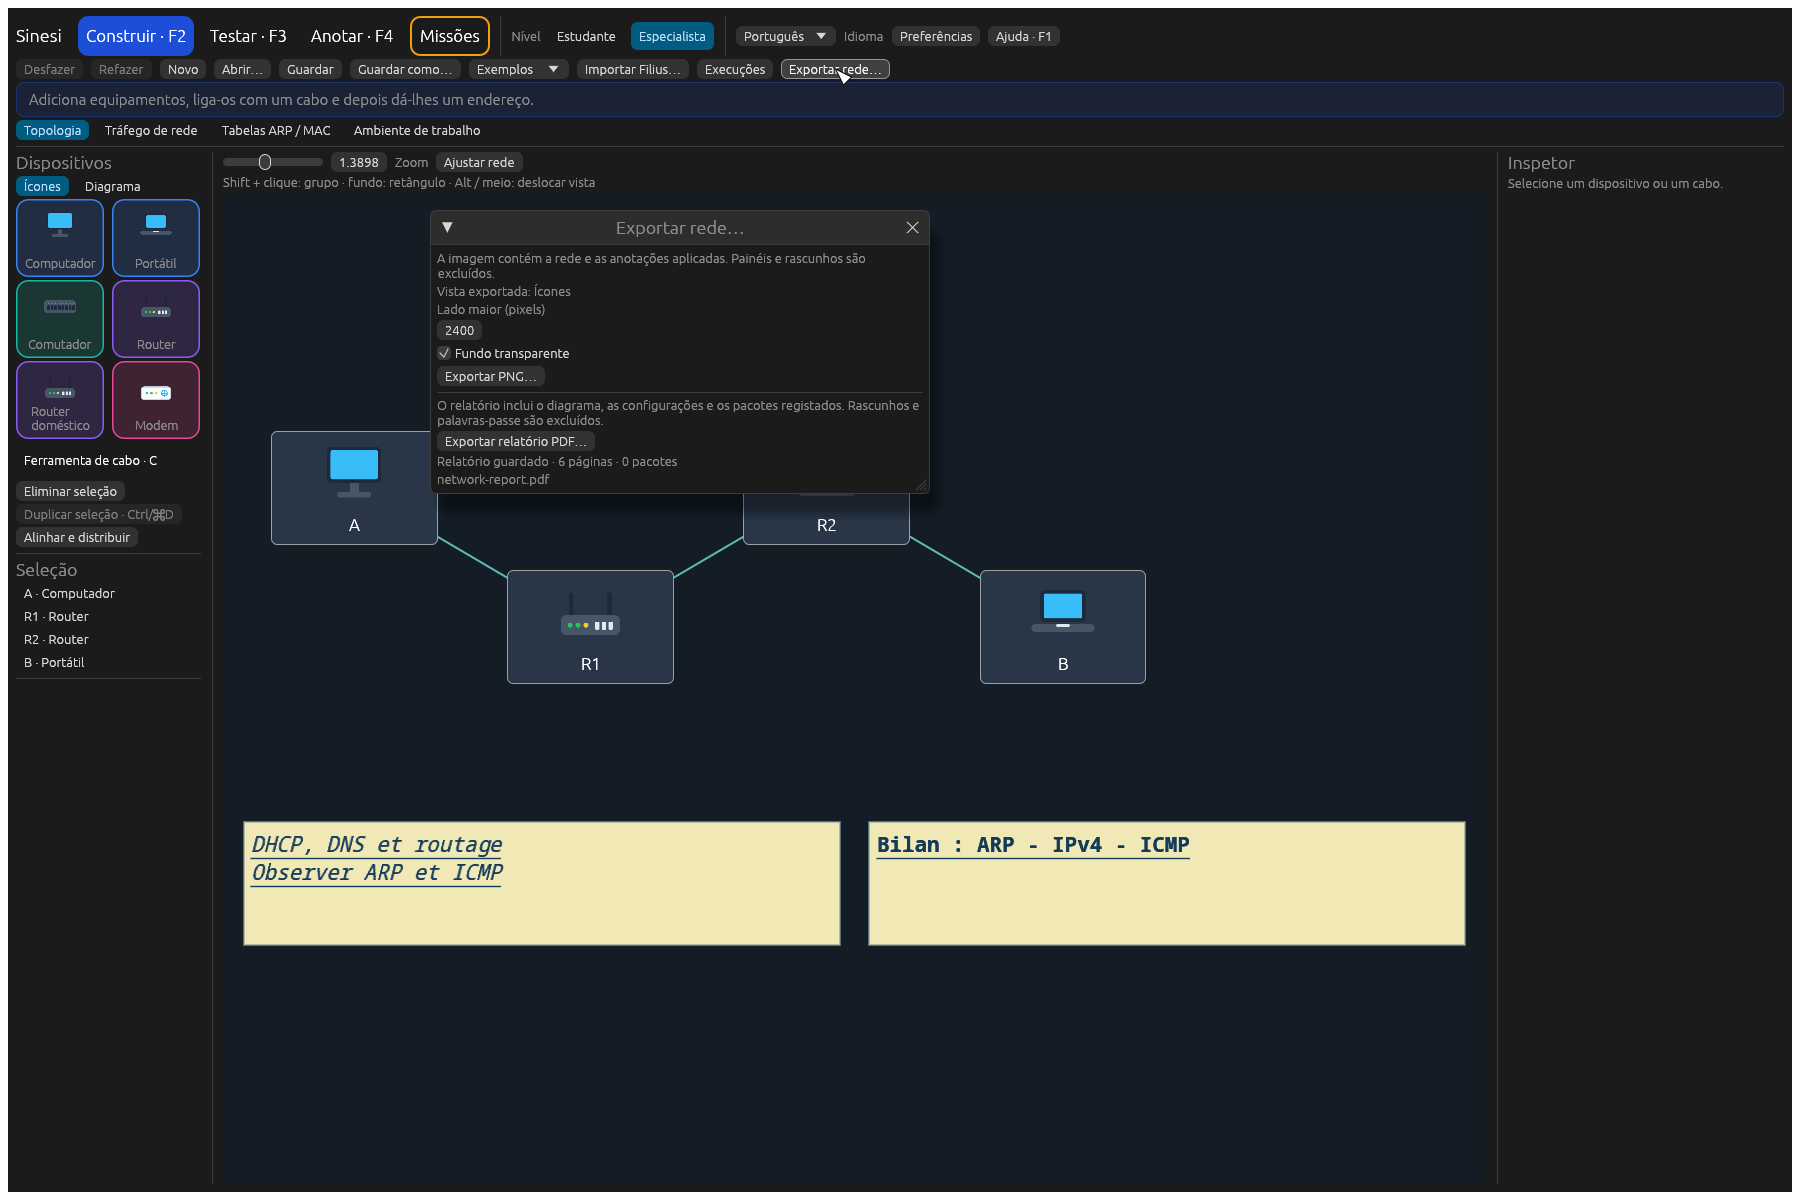 Sinesi Construir · F2 Testar · F3 Anotar · F4 Missões Nível Estudante Especialista Português Idioma Preferências Ajuda · F1
Desfazer Refazer Novo Abrir… Guardar Guardar como… Exemplos Importar Filius… Execuções Exportar rede…
Adiciona equipamentos, liga-os com um cabo e depois dá-lhes um endereço.
Topologia Tráfego de rede Tabelas ARP / MAC Ambiente de trabalho
Dispositivos
Ícones Diagrama
Computador Portátil
Comutador Router
Router doméstico Modem
Ferramenta de cabo · C
Eliminar seleção
Duplicar seleção · Ctrl/⌘D
Alinhar e distribuir
Seleção
A · Computador
R1 · Router
R2 · Router
B · Portátil
1.3898 Zoom Ajustar rede
Shift + clique: grupo · fundo: retângulo · Alt / meio: deslocar vista
Exportar rede…
A imagem contém a rede e as anotações aplicadas. Painéis e rascunhos são
excluídos.
Vista exportada: Ícones
Lado maior (pixels)
2400
Fundo transparente
Exportar PNG…
O relatório inclui o diagrama, as configurações e os pacotes registados. Rascunhos e
palavras-passe são excluídos.
Exportar relatório PDF…
Relatório guardado · 6 páginas · 0 pacotes
network-report.pdf
A
R2
R1
B
DHCP, DNS et routage
Observer ARP et ICMP
Bilan : ARP - IPv4 - ICMP
Inspetor
Selecione um dispositivo ou um cabo.